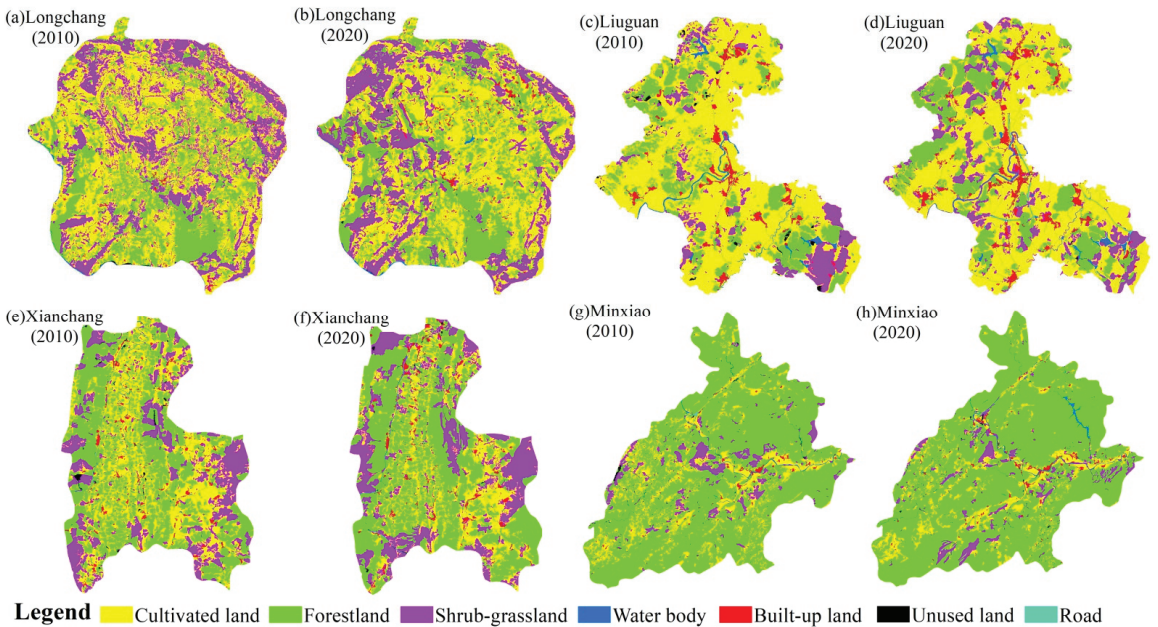 (a)Longchang
(2010)
(b)Longchang
(2020)
(c)Liuguan
(2010)
(d)Liuguan
(2020)
(e)Xianchang
(2010)
(f)Xianchang
(2020)
(g)Minxiao
(2010)
(h)Minxiao
(2020)
Legend Cultivated land Forestland Shrub-grassland Water body Built-up land Unused land Road